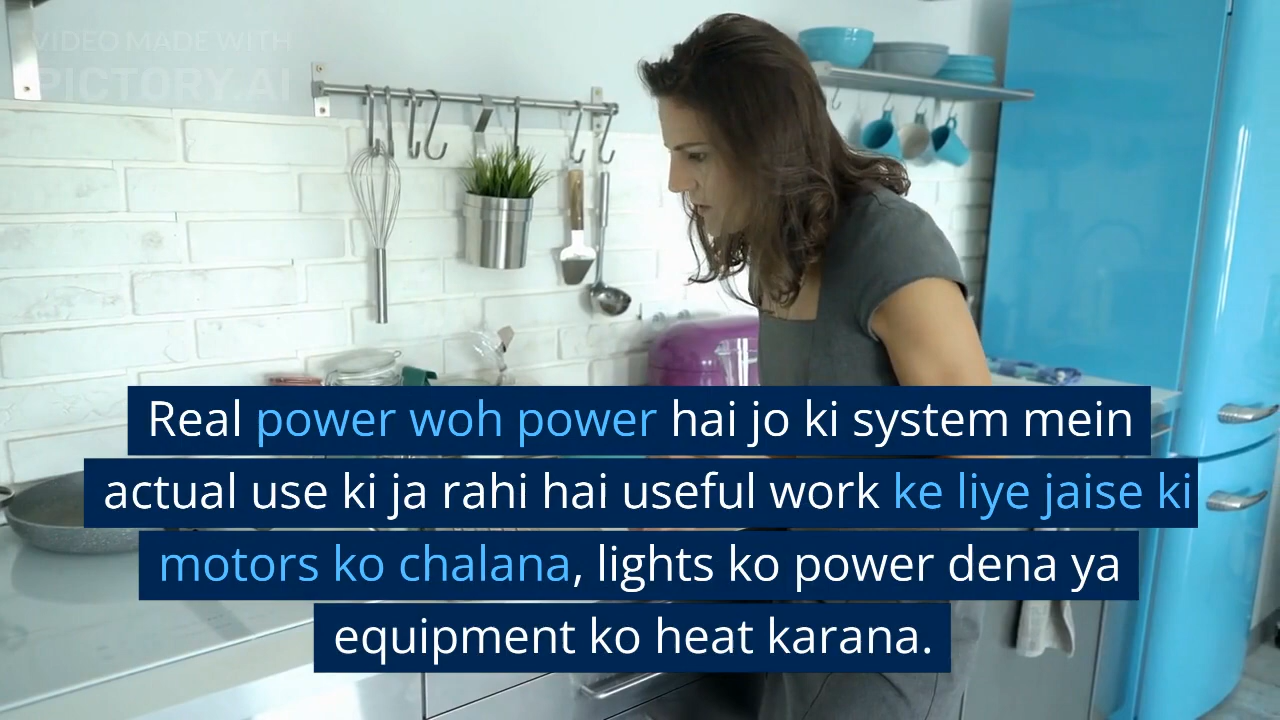 VIDEO MADE WITH
PICTORY.AI
Real power woh power hai jo ki system mein
actual use ki ja rahi hai useful work ke liye jaise ki
motors ko chalana, lights ko power dena ya
equipment ko heat karana.